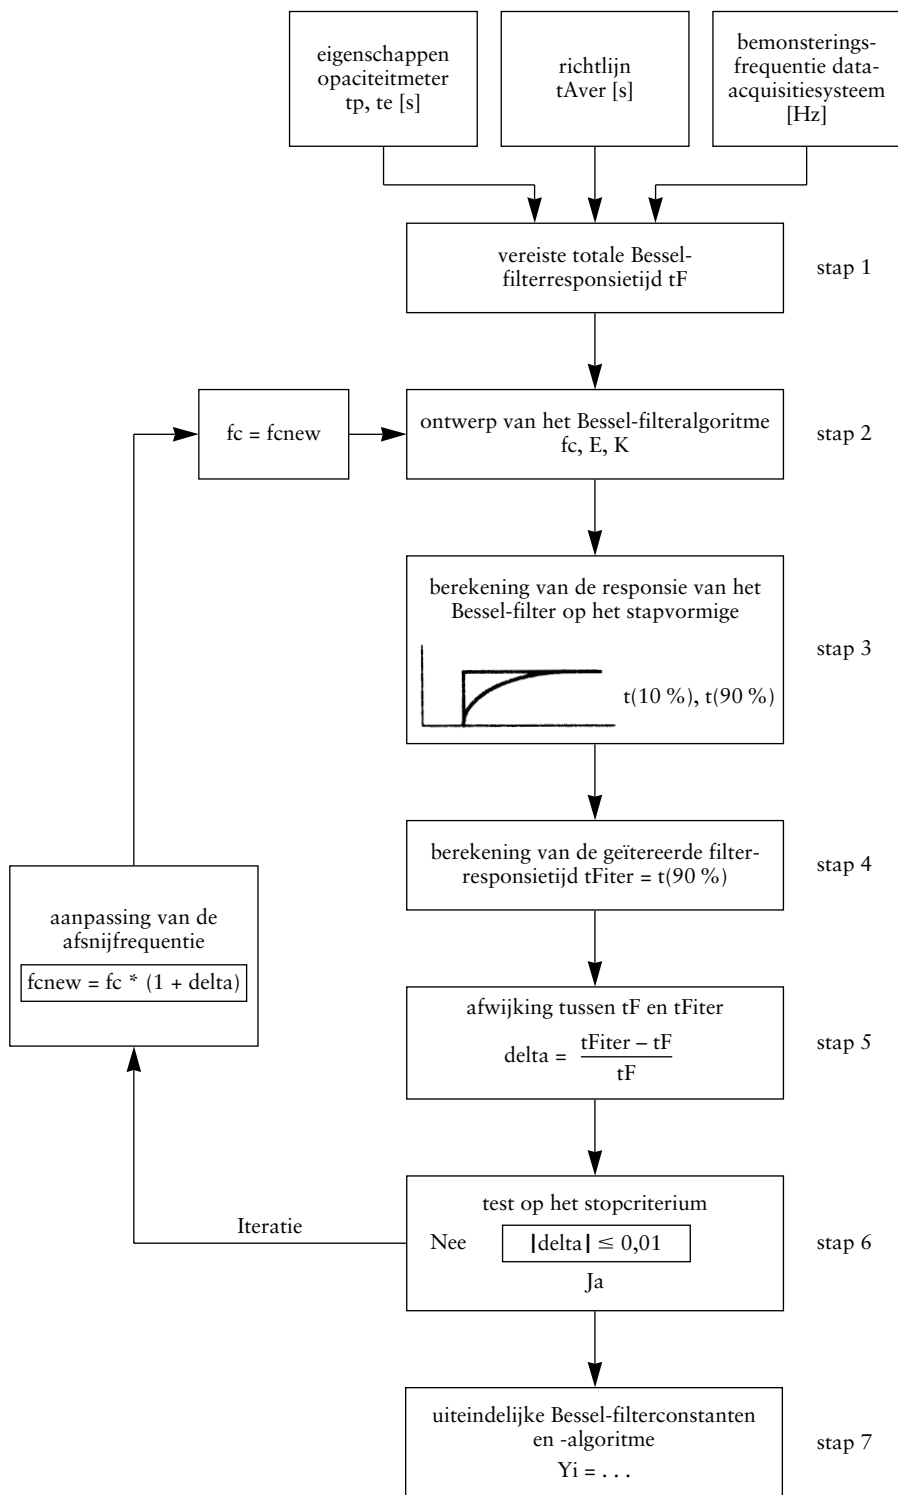 eigenschappen
opaciteitmeter
tp, te [s]
richtlijn
tAver [s]
bemonsterings-
frequentie data-
acquisitiesysteem
[Hz]
vereiste totale Bessel-
filterresponsietijd tF
stap 1
fc = fcnew
ontwerp van het Bessel-filteralgoritme
fc, E, K
stap 2
berekening van de responsie van het
Bessel-filter op het stapvormige
t(10 %), t(90 %)
stap 3
berekening van de geïtereerde filter-
responsietijd tFiter = t(90 %)
stap 4
aanpassing van de
afsnijfrequentie
fcnew = fc * (1 + delta)
afwijking tussen tF en tFiter
delta = (tFiter – tF) / tF
stap 5
test op het stopcriterium
Iteratie
Nee
|delta| ≤ 0,01
Ja
stap 6
uiteindelijke Bessel-filterconstanten
en -algoritme
Yi = . . .
stap 7